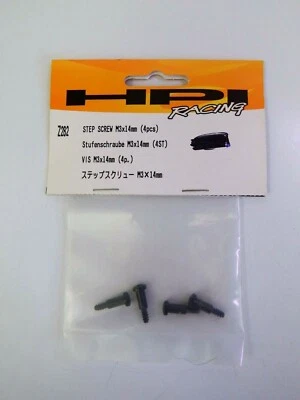 HPI
RACING
Z282
STEP SCREW M3x14mm (4pcs)
Stufenschraube M3x14mm (4ST)
VIS M3x14mm (4p.)
ステップスクリュー M3×14mm